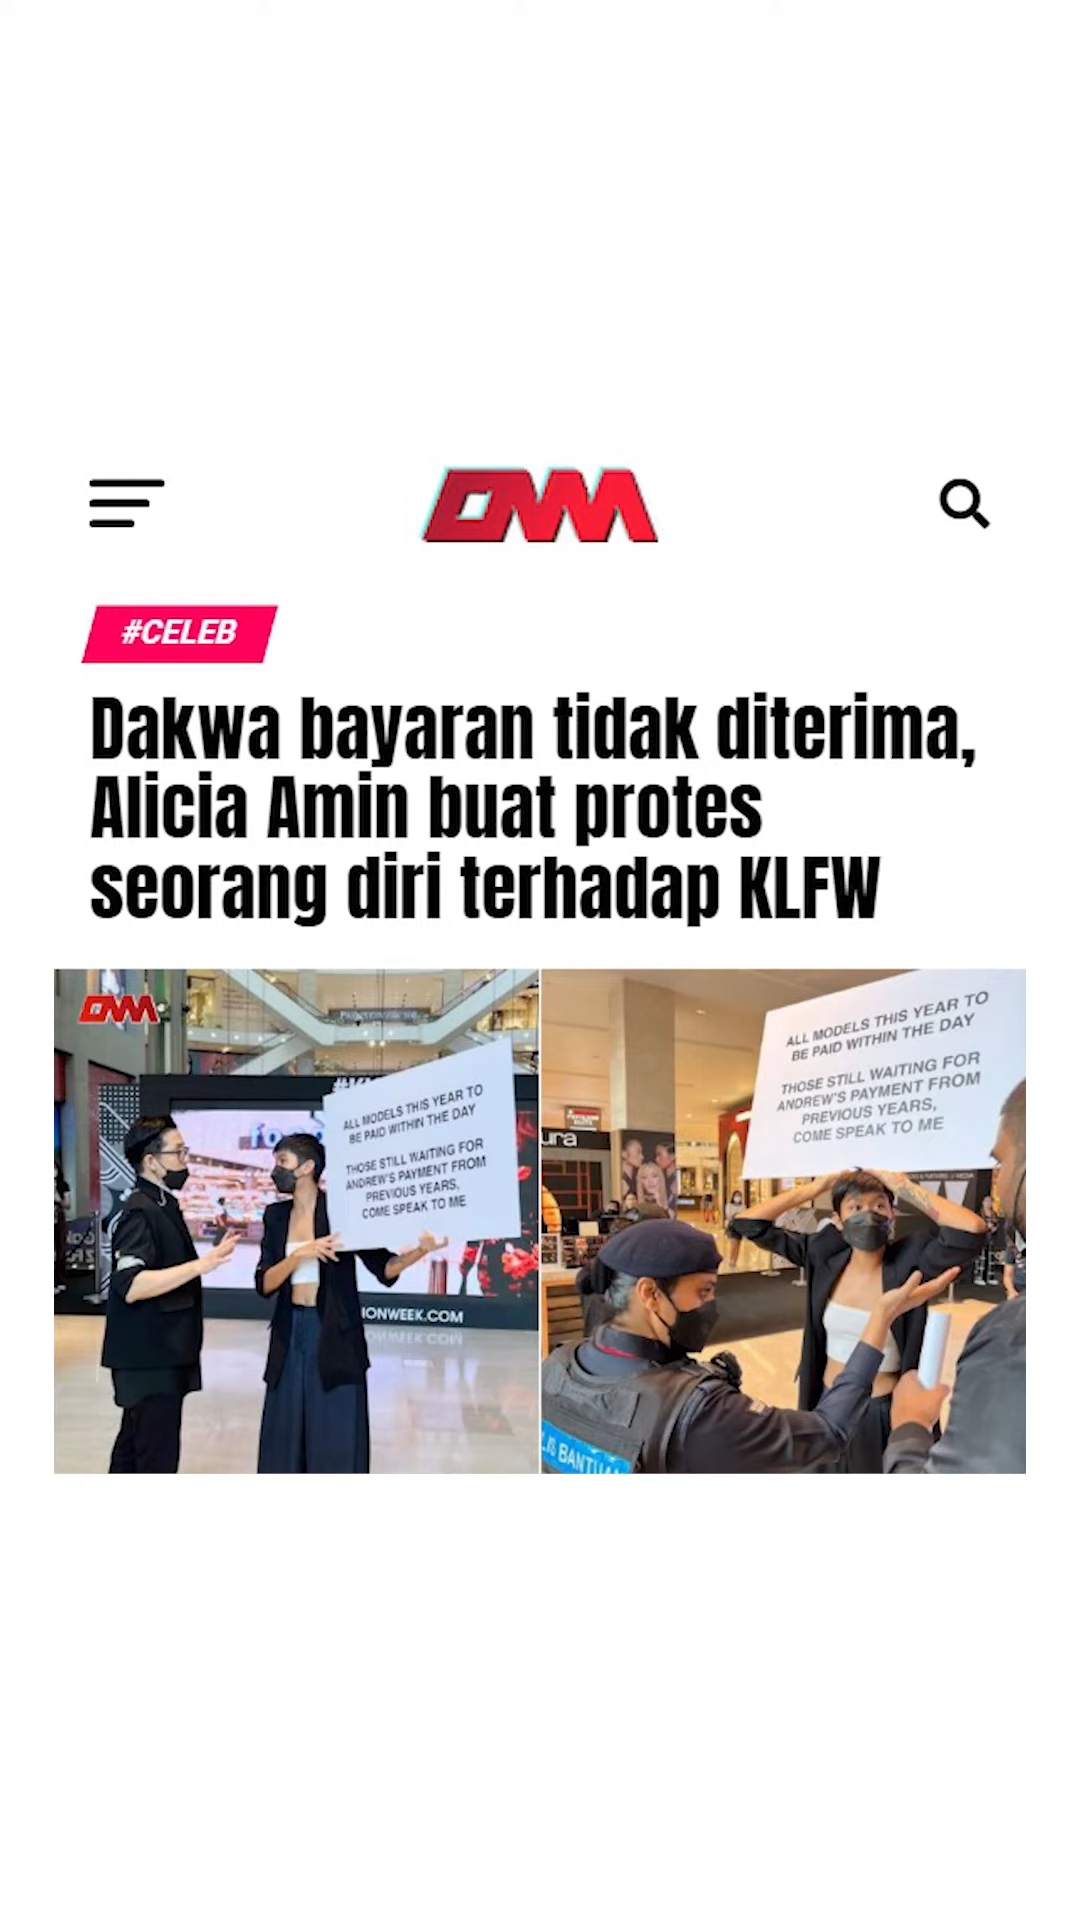 #CELEB
Dakwa bayaran tidak diterima,
Alicia Amin buat protes
seorang diri terhadap KLFW
ALL MODELS THIS YEAR TO
BE PAID WITHIN THE DAY
THOSE STILL WAITING FOR
ANDREW'S PAYMENT FROM
PREVIOUS YEARS,
COME SPEAK TO ME
IONWEEK.COM
ALL MODELS THIS YEAR TO
BE PAID WITHIN THE DAY
THOSE STILL WAITING FOR
ANDREW'S PAYMENT FROM
PREVIOUS YEARS,
COME SPEAK TO ME
ura